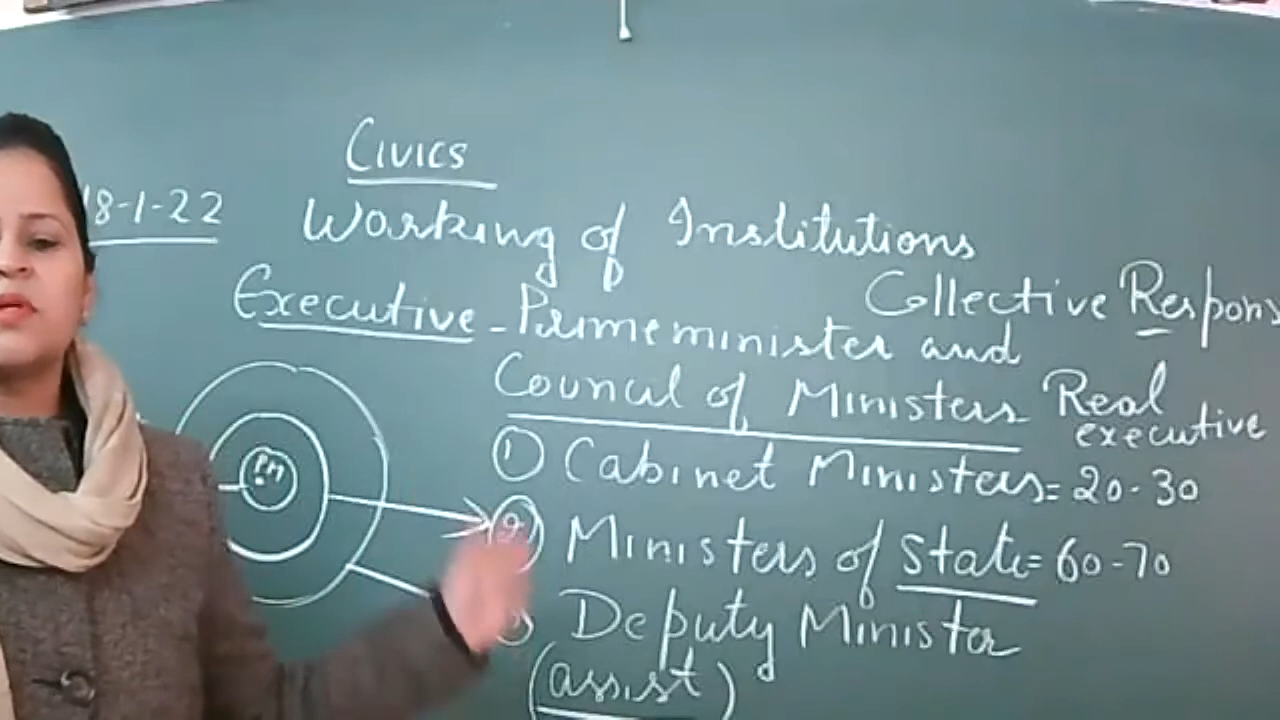 Civics
18-1-22
Working of Institutions
Executive - Primeminister and
Collective Respons
Council of Ministers
Real
executive
PM
① Cabinet Ministers = 20-30
② Ministers of State = 60-70
Deputy Minister
(assist)